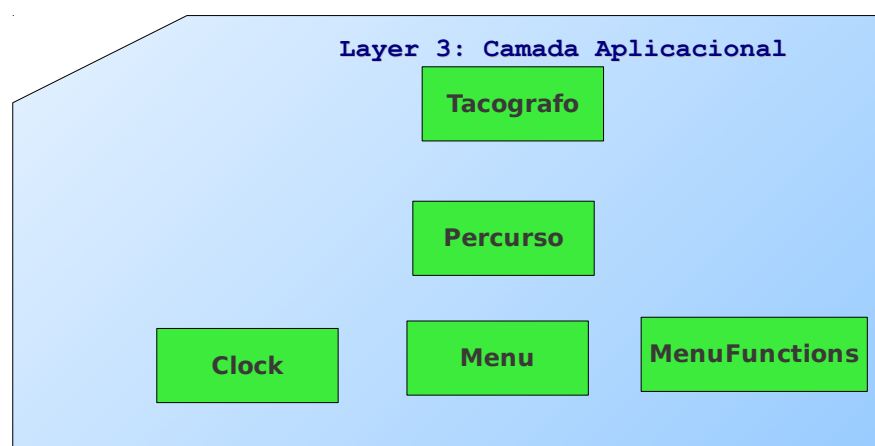 Layer 3: Camada Aplicacional
Tacografo
Percurso
Clock
Menu
MenuFunctions